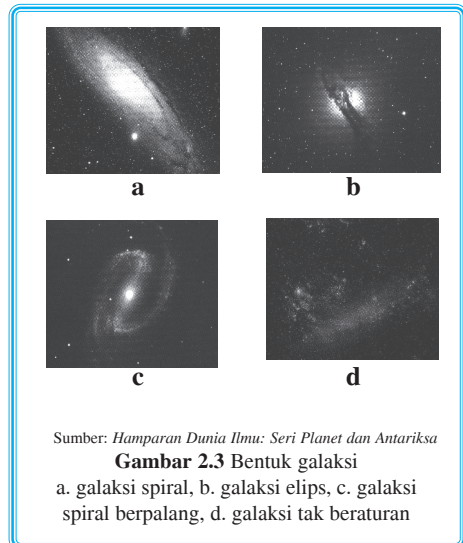 a
b
c
d
Sumber: Hamparan Dunia Ilmu: Seri Planet dan Antariksa
Gambar 2.3 Bentuk galaksi
a. galaksi spiral, b. galaksi elips, c. galaksi
spiral berpalang, d. galaksi tak beraturan